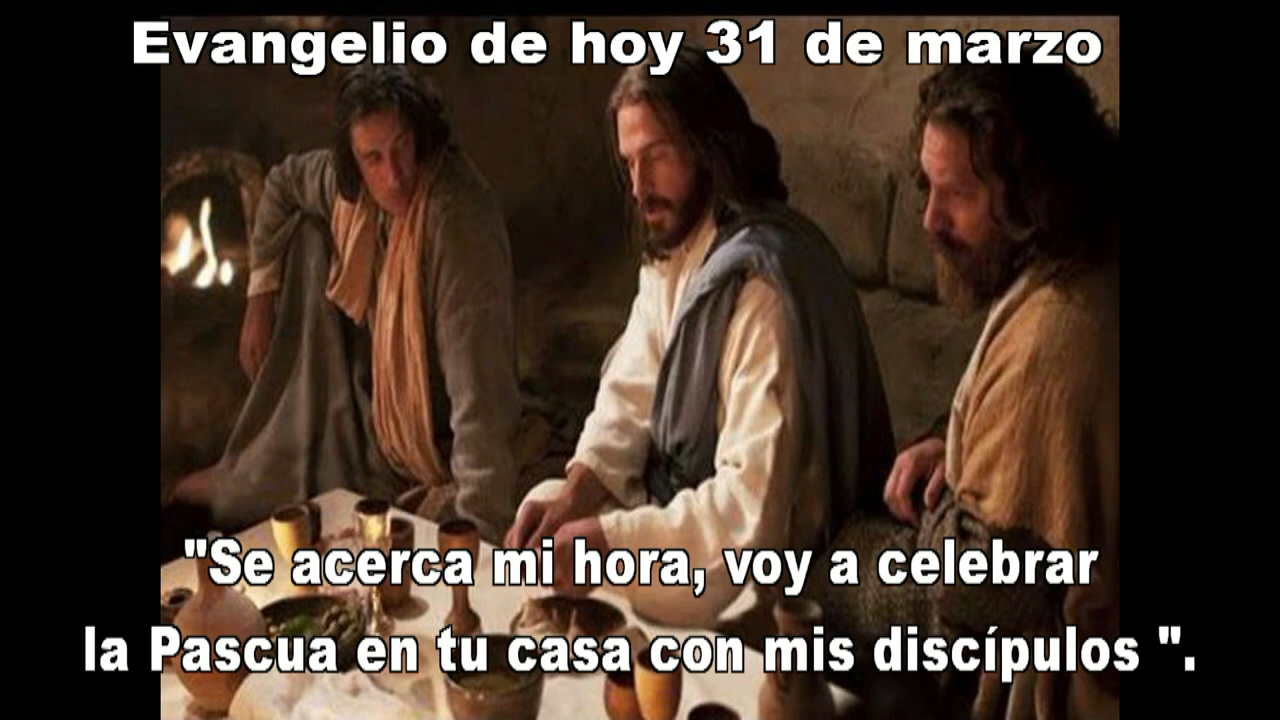 Evangelio de hoy 31 de marzo
"Se acerca mi hora, voy a celebrar
la Pascua en tu casa con mis discípulos ".